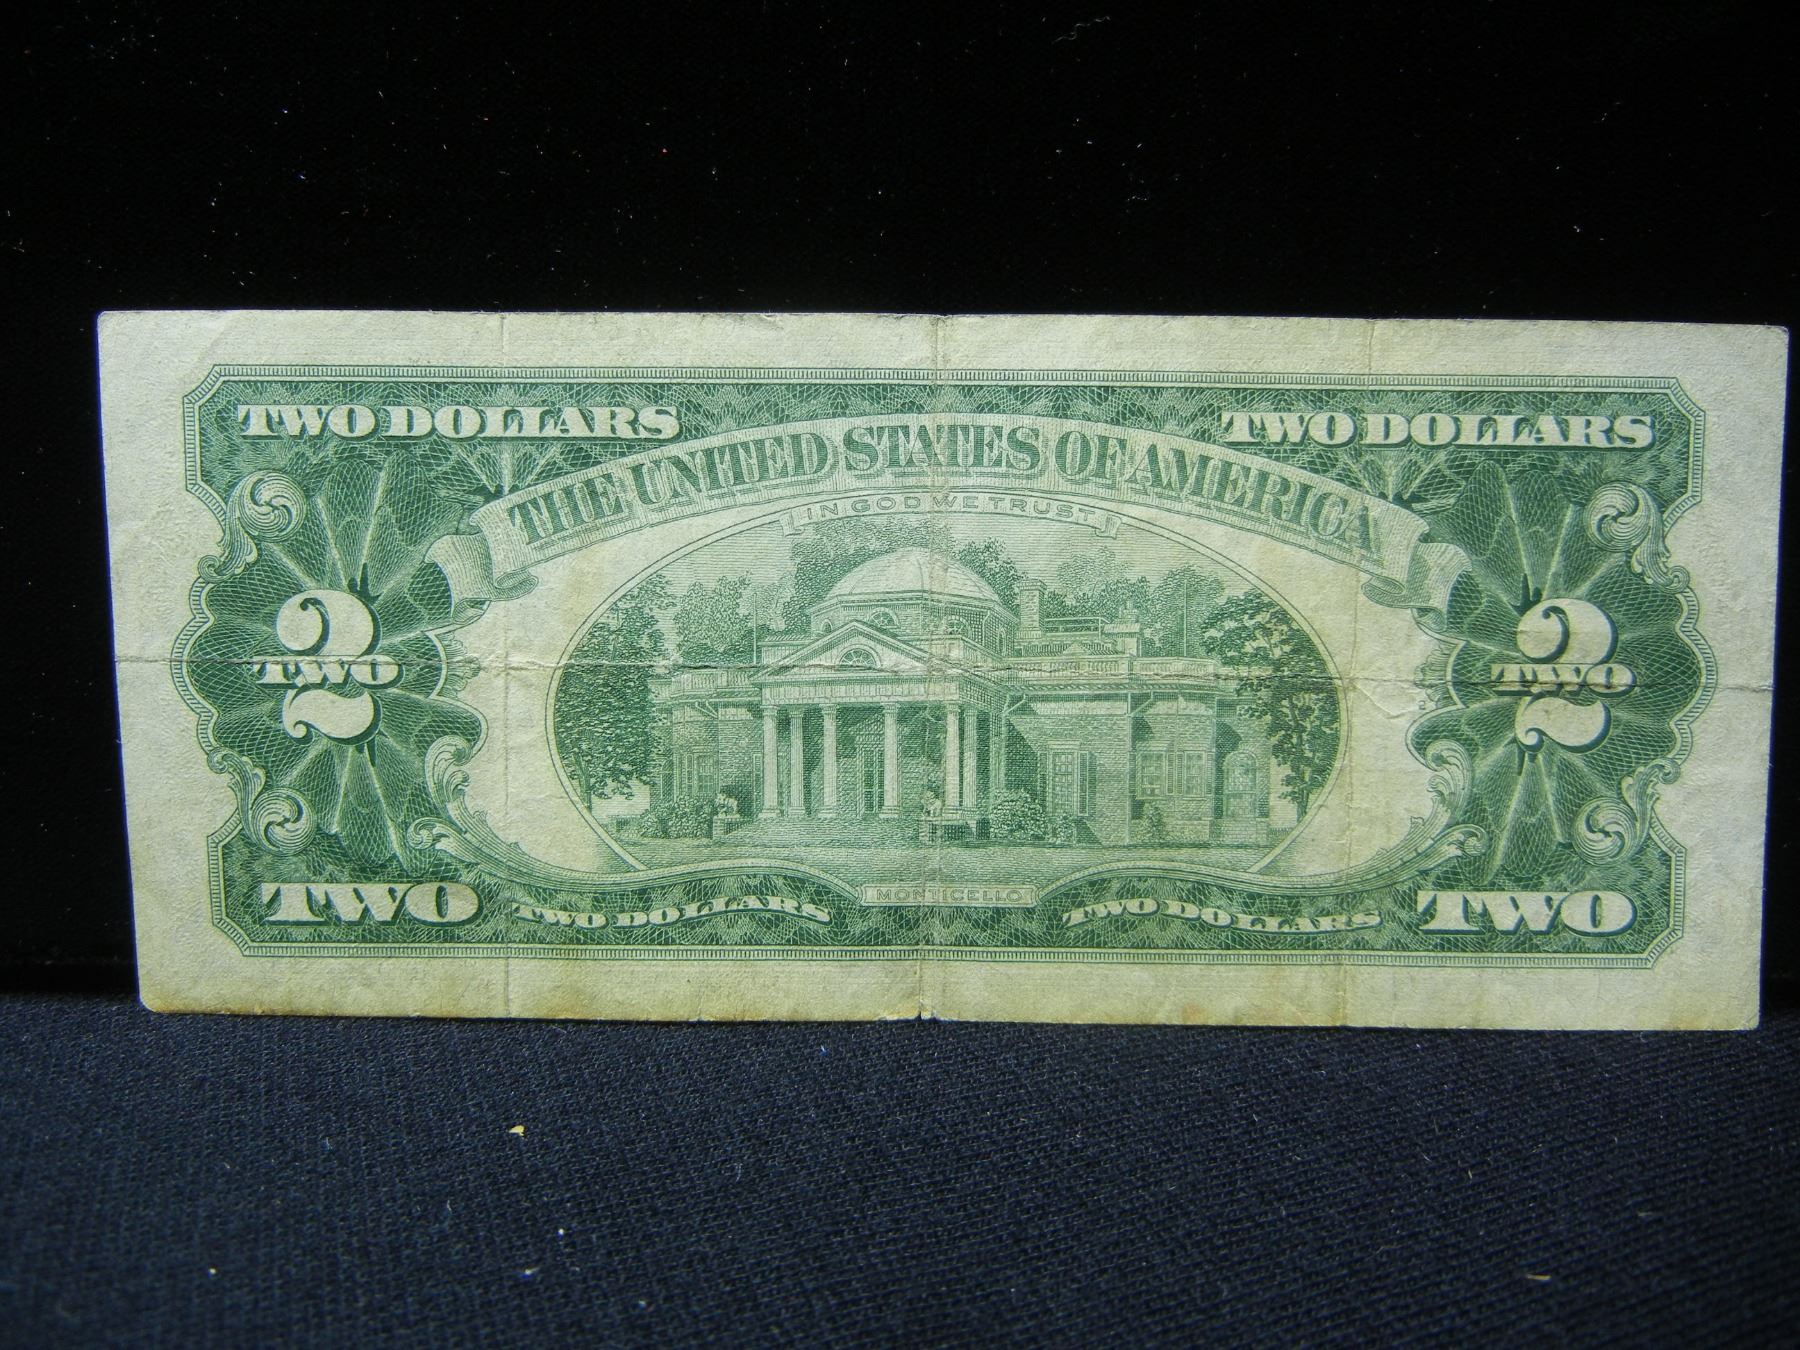 TWO DOLLARS TWO DOLLARS
THE UNITED STATES OF AMERICA
IN GOD WE TRUST
2 2
TWO TWO
MONTICELLO
TWO TWO DOLLARS TWO DOLLARS TWO